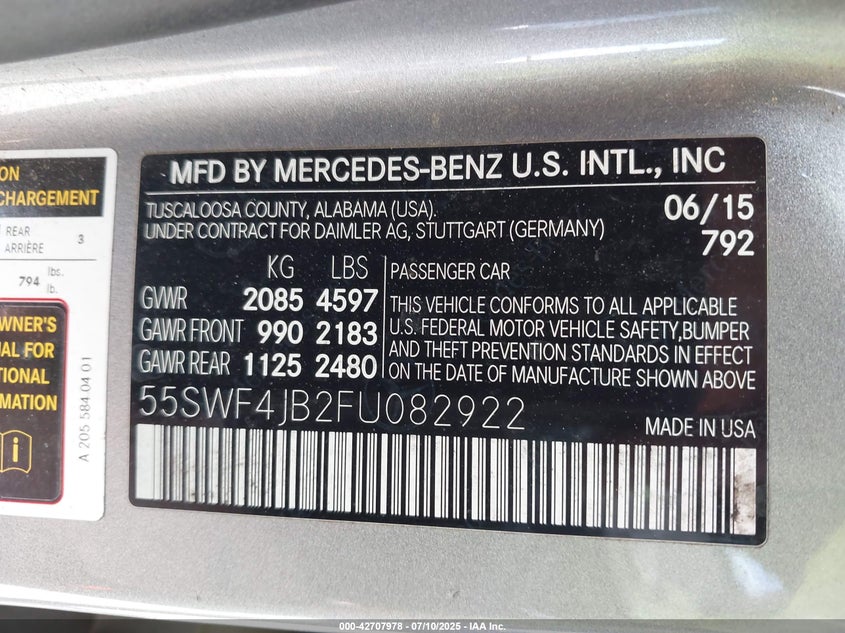 ON
CHARGEMENT
REAR
ARRIÈRE
3
794 lbs.
lb.
WNER'S
AL FOR
TIONAL
MATION
i
A 205 584 04 01
MFD BY MERCEDES-BENZ U.S. INTL., INC
TUSCALOOSA COUNTY, ALABAMA (USA). 06/15
UNDER CONTRACT FOR DAIMLER AG, STUTTGART (GERMANY) 792
KG LBS
GVWR 2085 4597
GAWR FRONT 990 2183
GAWR REAR 1125 2480
PASSENGER CAR
THIS VEHICLE CONFORMS TO ALL APPLICABLE
U.S. FEDERAL MOTOR VEHICLE SAFETY,BUMPER
AND THEFT PREVENTION STANDARDS IN EFFECT
ON THE DATE OF MANUFACTURE SHOWN ABOVE
55SWF4JB2FU082922
MADE IN USA
000-42707978 - 07/10/2025 - IAA Inc.